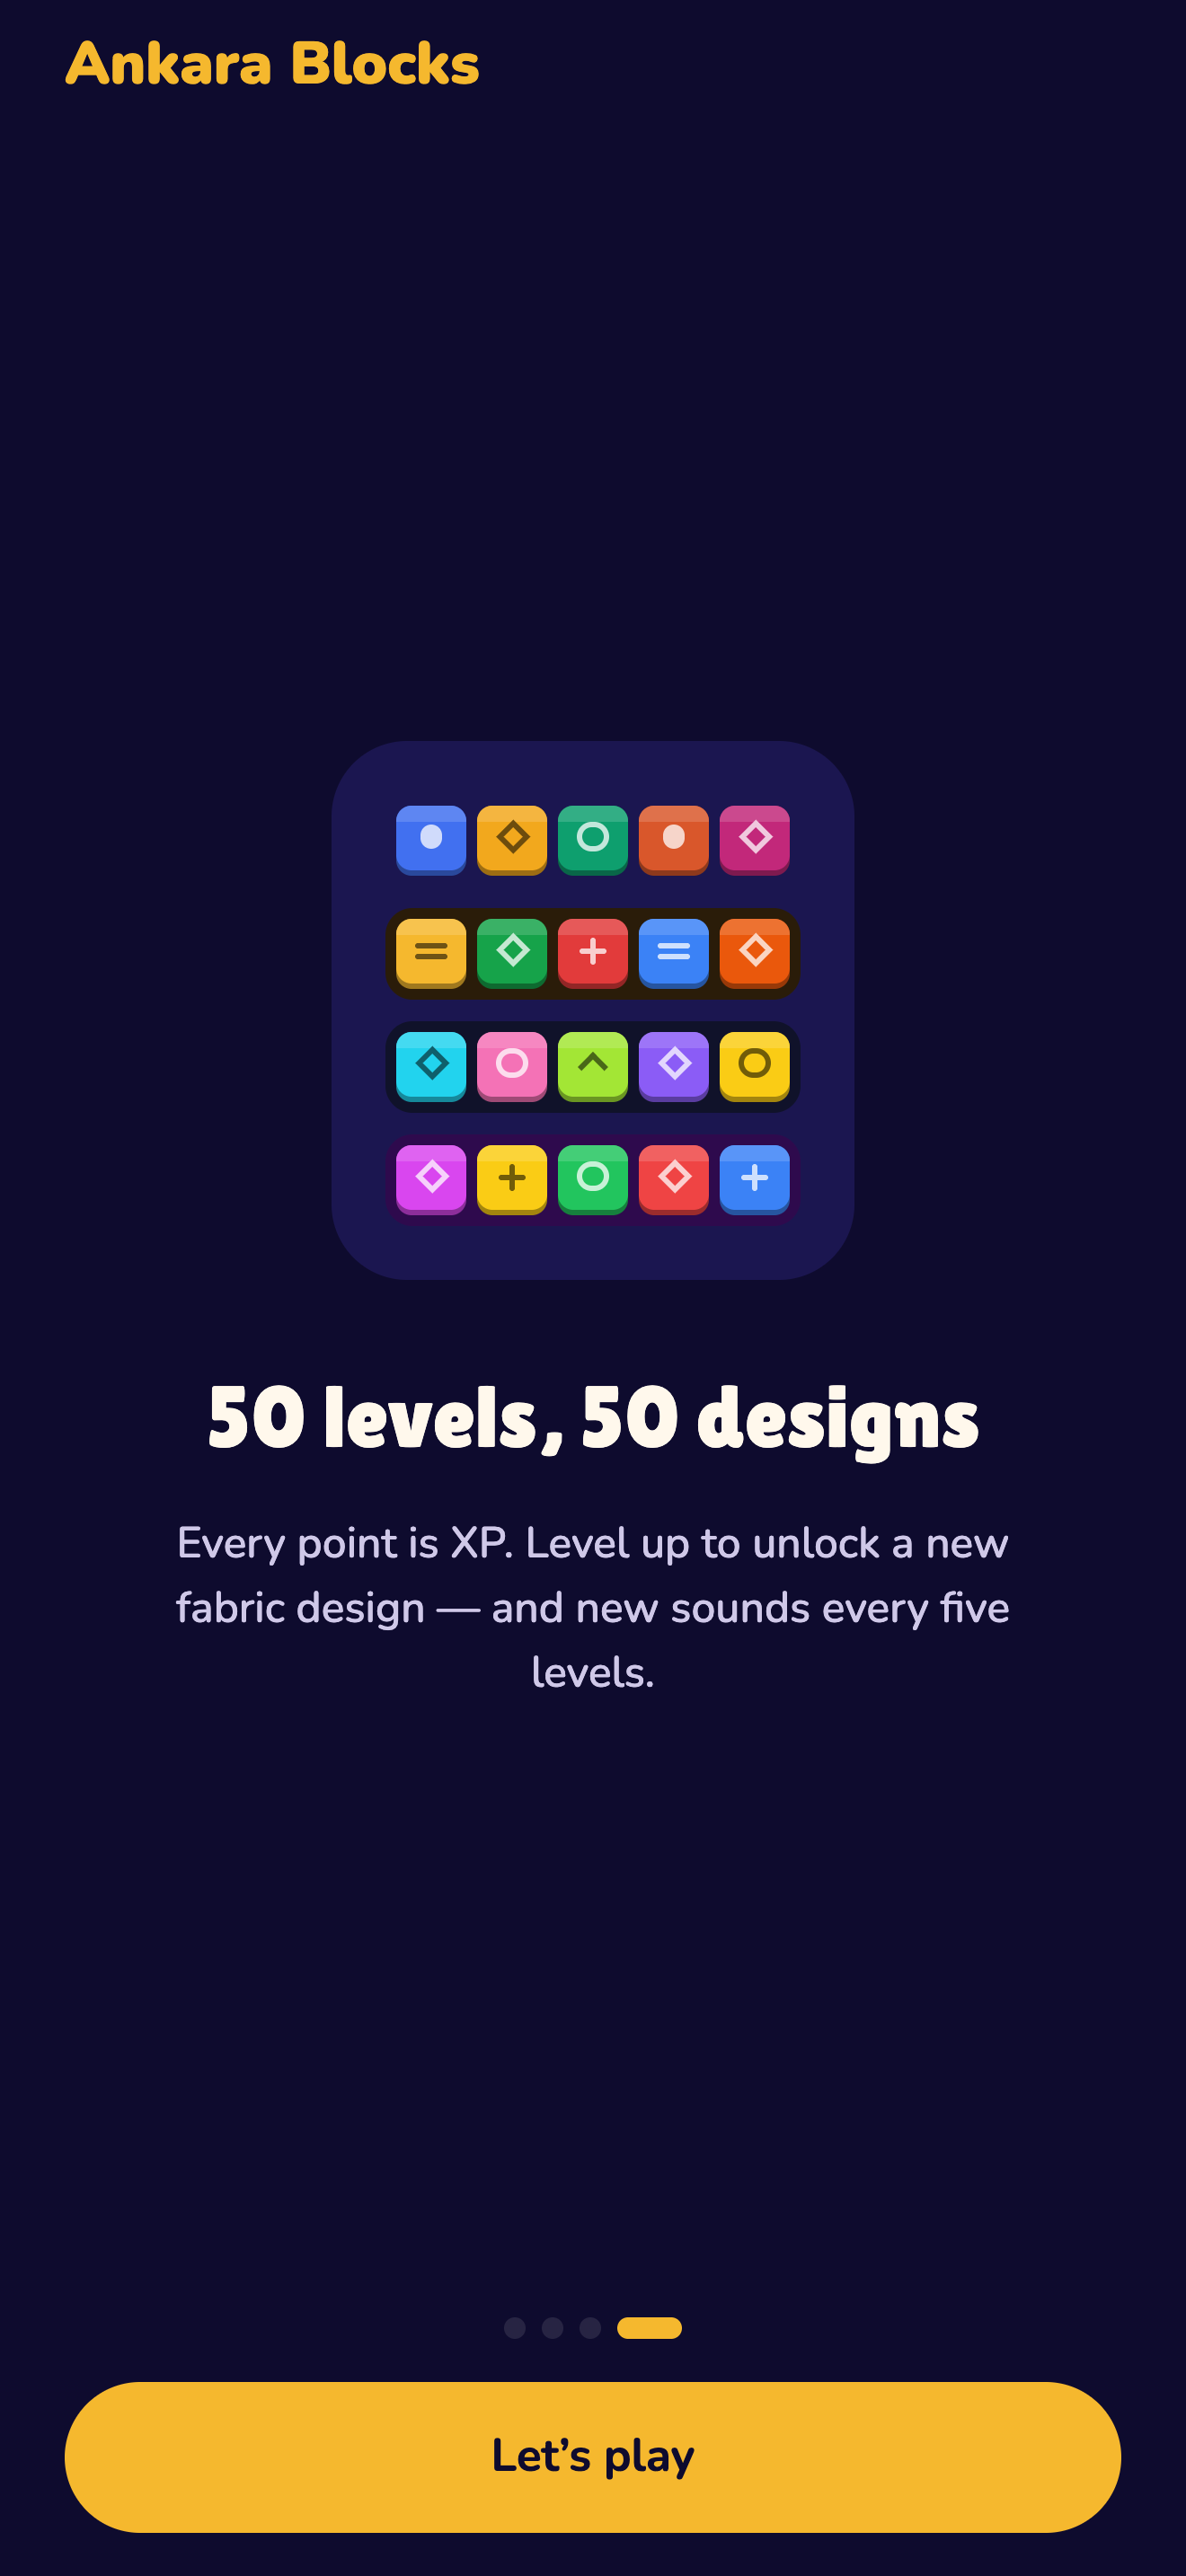 Ankara Blocks
50 levels, 50 designs
Every point is XP. Level up to unlock a new
fabric design — and new sounds every five
levels.
Let’s play